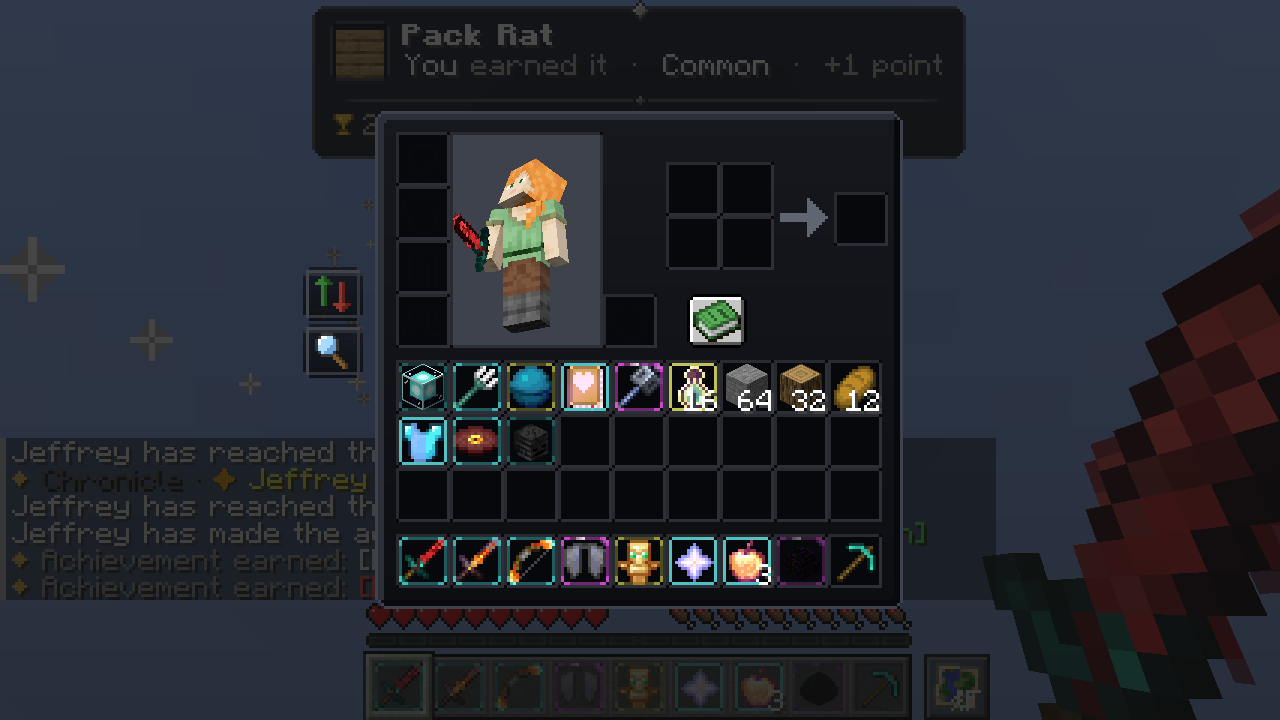 Pack Rat
You earned it · Common · +1 point
2
16 64 32 12
Jeffrey has reached th
Chronicle · Jeffrey
Jeffrey has reached th
Jeffrey has made the a
Achievement earned: [
Achievement earned: [
3
3